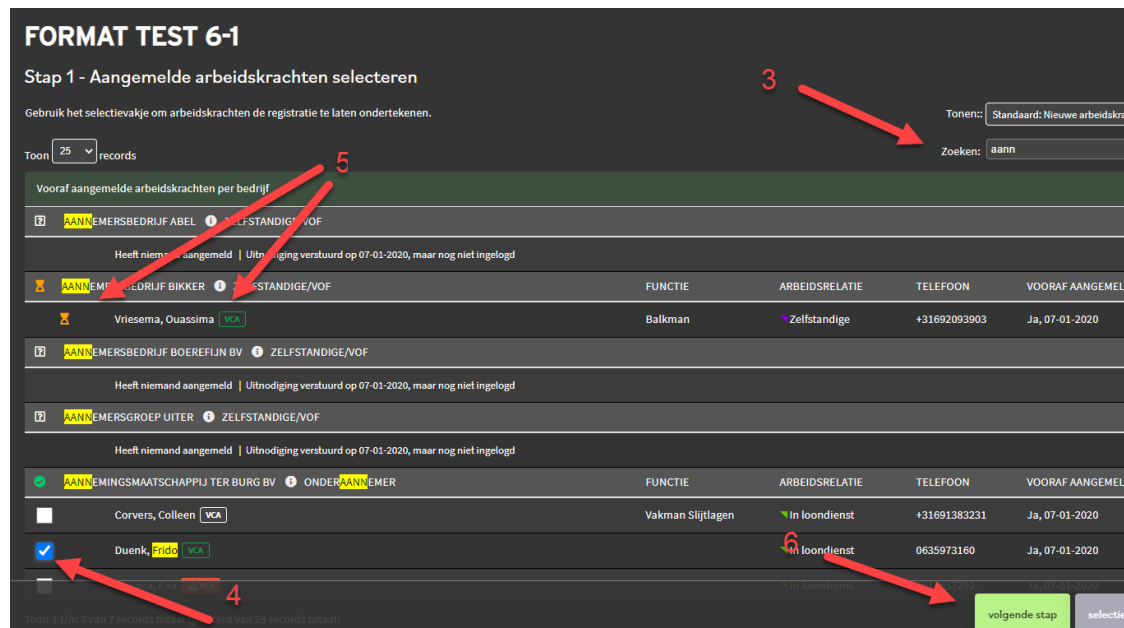 FORMAT TEST 6-1
Stap 1 - Aangemelde arbeidskrachten selecteren
3
Gebruik het selectievakje om arbeidskrachten de registratie te laten ondertekenen.
Tonen:: Standaard: Nieuwe arbeidskra
Toon 25 records
5
Zoeken: aann
Vooraf aangemelde arbeidskrachten per bedrijf
AANNEMERSBEDRIJF ABEL ZELFSTANDIGE/VOF
Heeft niemand aangemeld | Uitnodiging verstuurd op 07-01-2020, maar nog niet ingelogd
AANNEMERSBEDRIJF BIKKER ZELFSTANDIGE/VOF FUNCTIE ARBEIDSRELATIE TELEFOON VOORAF AANGEMEL
Vriesema, Ouassima VCA Balkman Zelfstandige +31692093903 Ja, 07-01-2020
AANNEMERSBEDRIJF BOEREFIJN BV ZELFSTANDIGE/VOF
Heeft niemand aangemeld | Uitnodiging verstuurd op 07-01-2020, maar nog niet ingelogd
AANNEMERSGROEP UITER ZELFSTANDIGE/VOF
Heeft niemand aangemeld | Uitnodiging verstuurd op 07-01-2020, maar nog niet ingelogd
AANNEMINGSMAATSCHAPPIJ TER BURG BV ONDERAANNEMER FUNCTIE ARBEIDSRELATIE TELEFOON VOORAF AANGEMEL
Corvers, Colleen VCA Vakman Slijtlagen In loondienst +31691383231 Ja, 07-01-2020
Duenk, Frido VCA In loondienst 0635973160 Ja, 07-01-2020
6
Ena VCA In loondienst Ja, 07-01-2020
4
Toon 1 t/m 7 van 7 records totaal van 28 records totaal)
volgende stap selectie